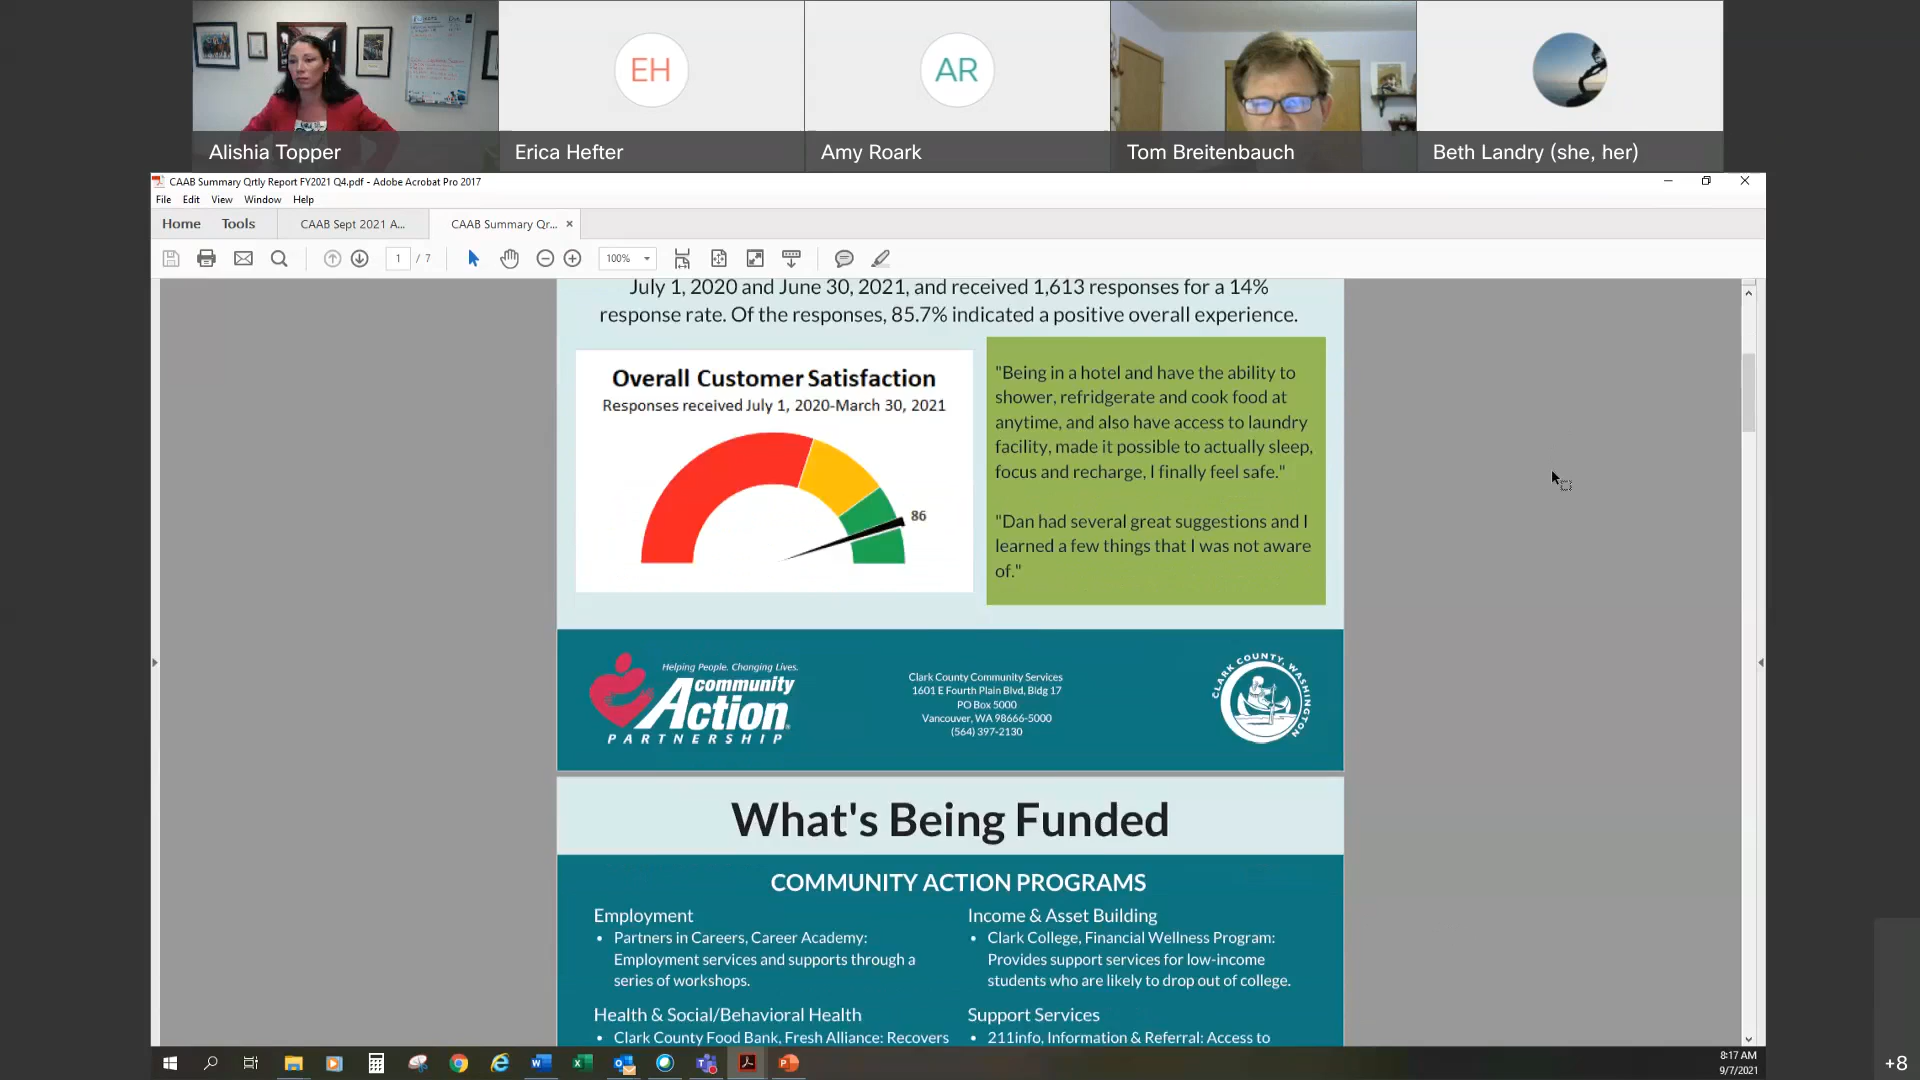 EH
AR
Alishia Topper
Erica Hefter
Amy Roark
Tom Breitenbauch
Beth Landry (she, her)
CAAB Summary Qrtly Report FY2021 Q4.pdf - Adobe Acrobat Pro 2017
File Edit View Window Help
Home Tools CAAB Sept 2021 A... CAAB Summary Qr... ×
1 / 7 100%
July 1, 2020 and June 30, 2021, and received 1,613 responses for a 14%
response rate. Of the responses, 85.7% indicated a positive overall experience.
Overall Customer Satisfaction
Responses received July 1, 2020-March 30, 2021
86
"Being in a hotel and have the ability to
shower, refridgerate and cook food at
anytime, and also have access to laundry
facility, made it possible to actually sleep,
focus and recharge, I finally feel safe."
"Dan had several great suggestions and I
learned a few things that I was not aware
of."
Helping People. Changing Lives.
community
Action
PARTNERSHIP
Clark County Community Services
1601 E Fourth Plain Blvd, Bldg 17
PO Box 5000
Vancouver, WA 98666-5000
(564) 397-2130
CLARK COUNTY, WASHINGTON
What's Being Funded
COMMUNITY ACTION PROGRAMS
Employment
• Partners in Careers, Career Academy:
Employment services and supports through a
series of workshops.
Income & Asset Building
• Clark College, Financial Wellness Program:
Provides support services for low-income
students who are likely to drop out of college.
Health & Social/Behavioral Health
• Clark County Food Bank, Fresh Alliance: Recovers
Support Services
• 211info, Information & Referral: Access to
8:17 AM
9/7/2021
+8